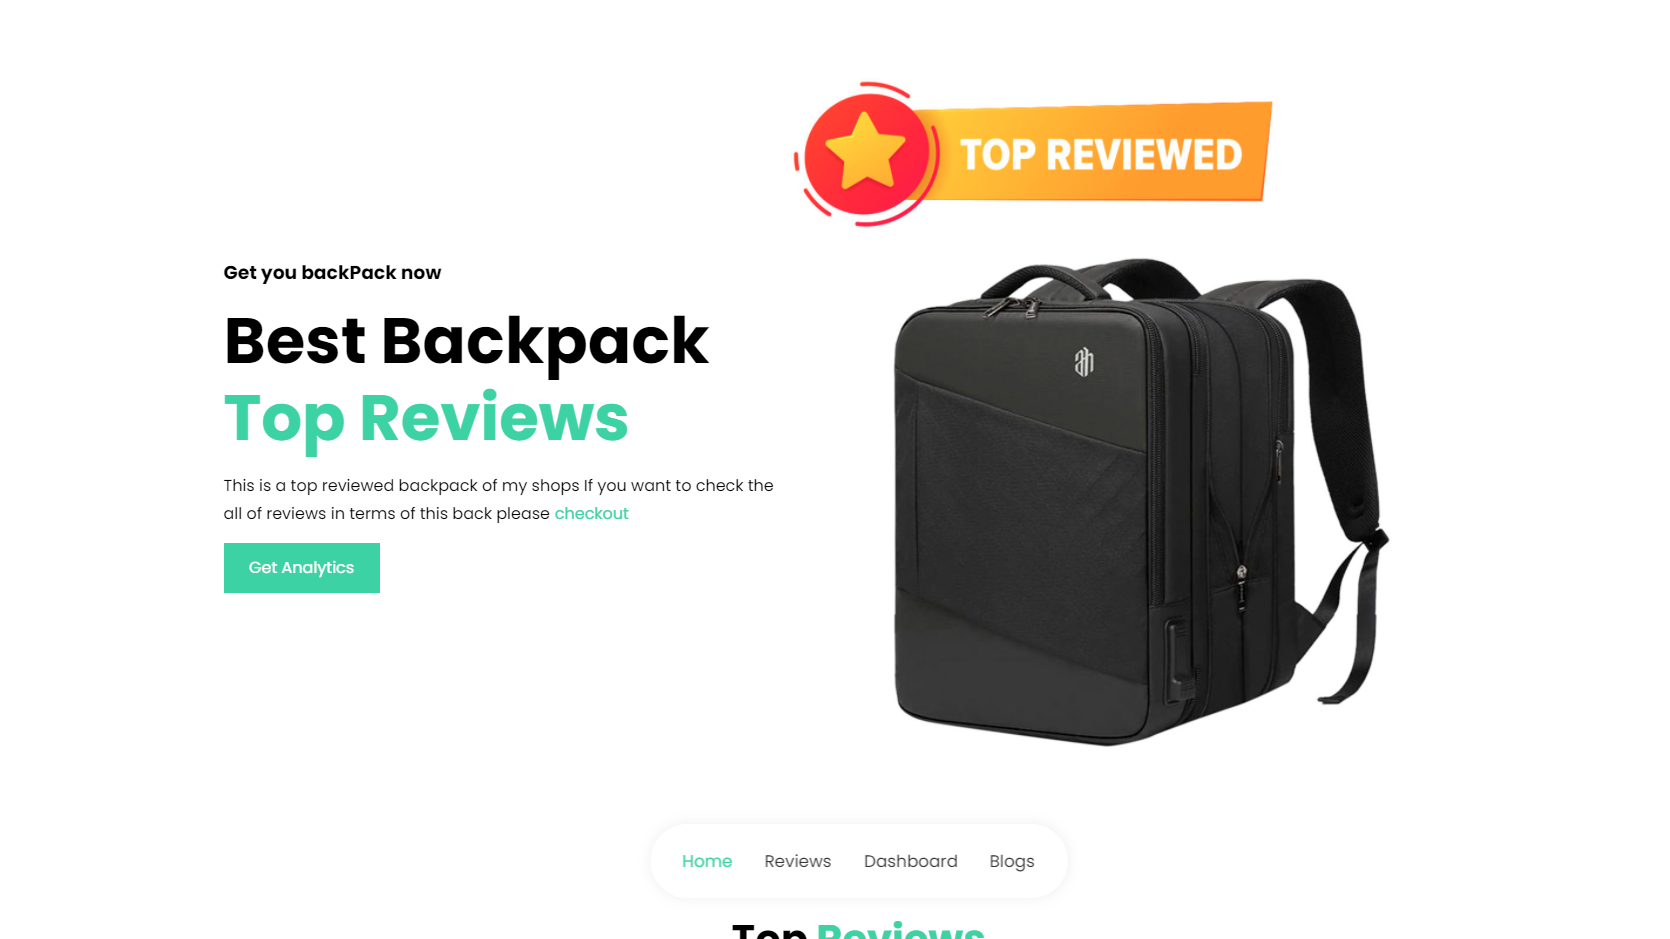 TOP REVIEWED
Get you backPack now
Best Backpack
Top Reviews
This is a top reviewed backpack of my shops If you want to check the
all of reviews in terms of this back please checkout
Get Analytics
Home Reviews Dashboard Blogs
Top Reviews